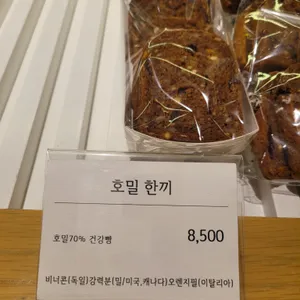 호밀 한끼
호밀70% 건강빵 8,500
비너콘(독일)강력분(밀/미국,캐나다)오렌지필(이탈리아)